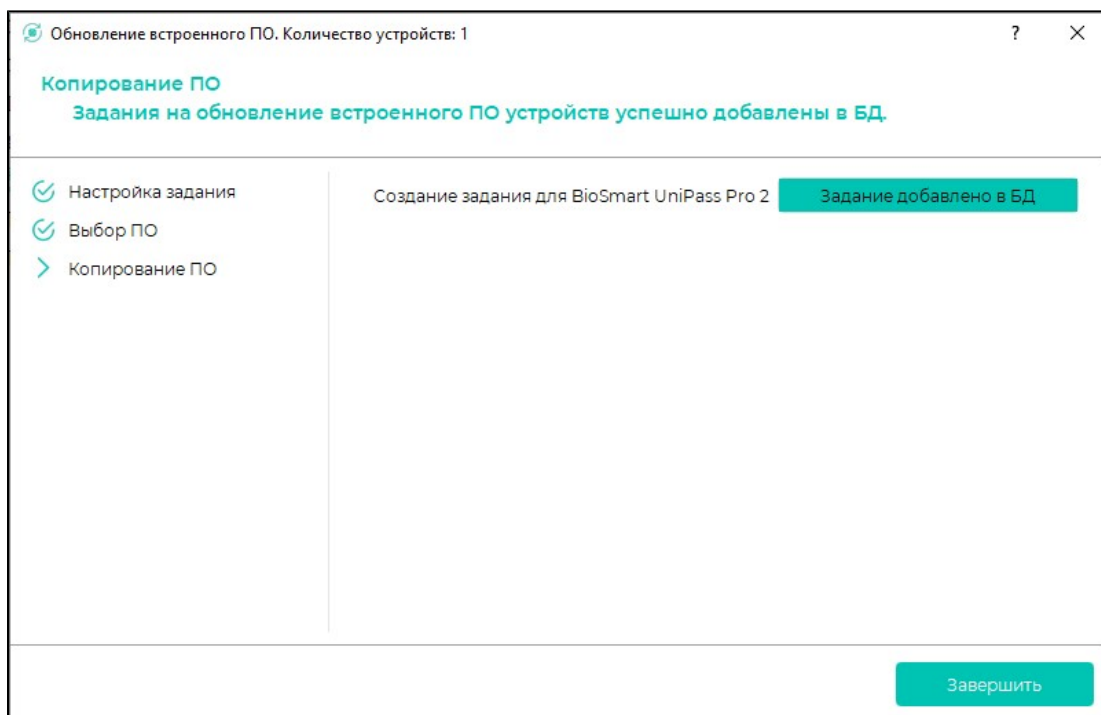 Обновление встроенного ПО. Количество устройств: 1
?
Копирование ПО
Задания на обновление встроенного ПО устройств успешно добавлены в БД.
Настройка задания
Выбор ПО
Копирование ПО
Создание задания для BioSmart UniPass Pro 2
Задание добавлено в БД
Завершить